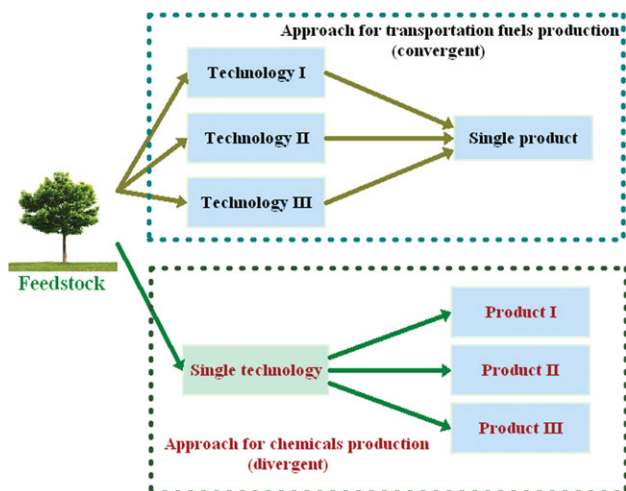 Approach for transportation fuels production
(convergent)
Technology I
Technology II
Single product
Technology III
Feedstock
Product I
Single technology
Product II
Product III
Approach for chemicals production
(divergent)